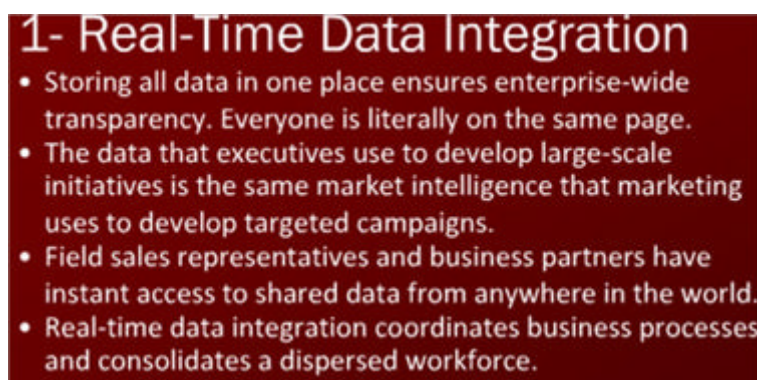 1- Real-Time Data Integration
• Storing all data in one place ensures enterprise-wide
transparency. Everyone is literally on the same page.
• The data that executives use to develop large-scale
initiatives is the same market intelligence that marketing
uses to develop targeted campaigns.
• Field sales representatives and business partners have
instant access to shared data from anywhere in the world.
• Real-time data integration coordinates business processes
and consolidates a dispersed workforce.